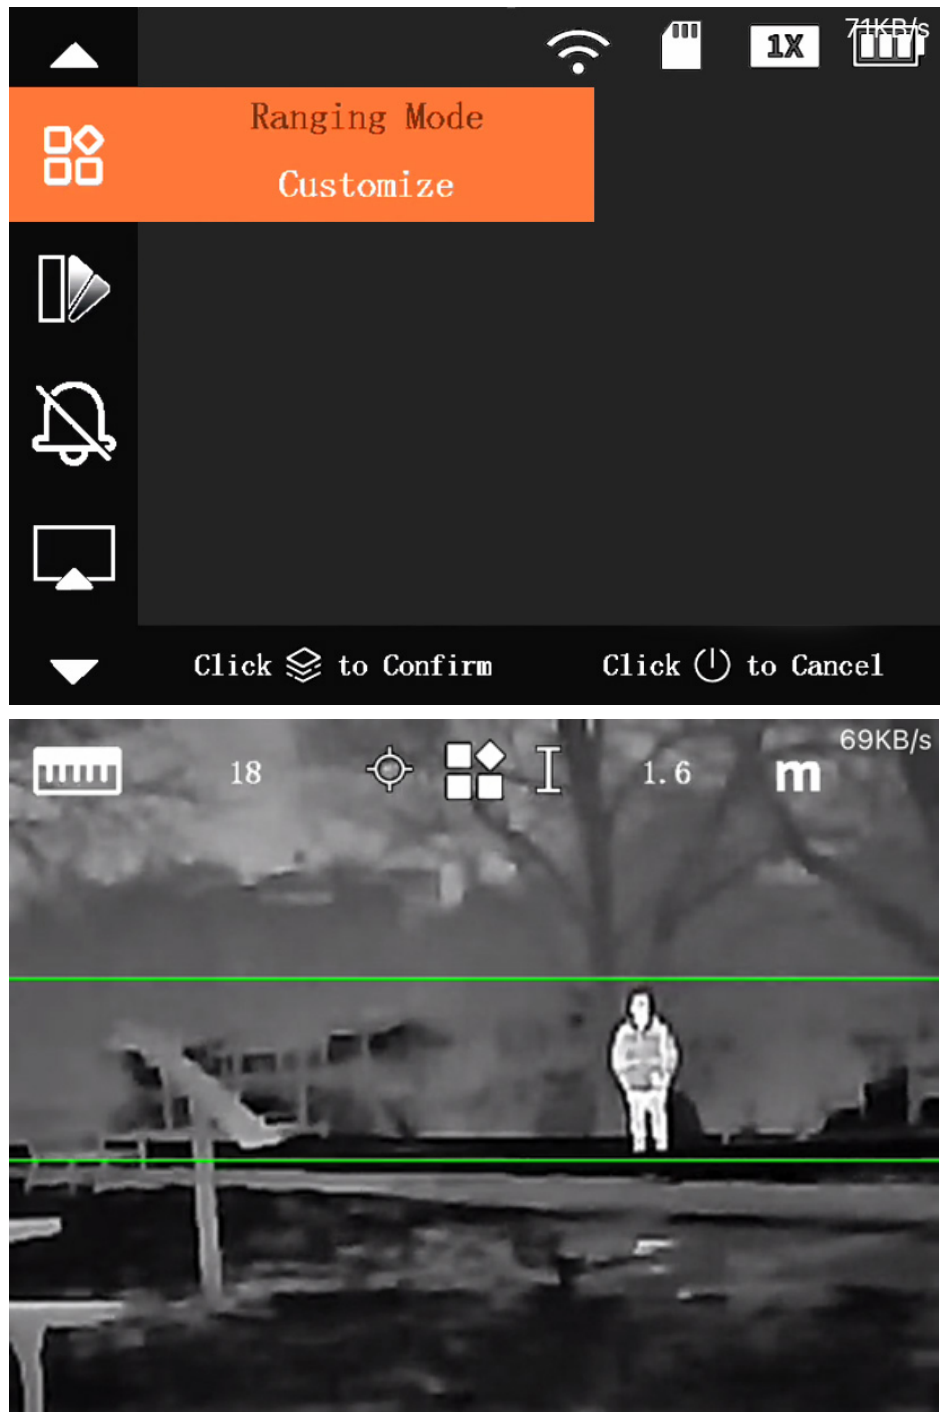 71KB/s
1X
Ranging Mode
Customize
Click to Confirm
Click to Cancel
69KB/s
18
1.6
m